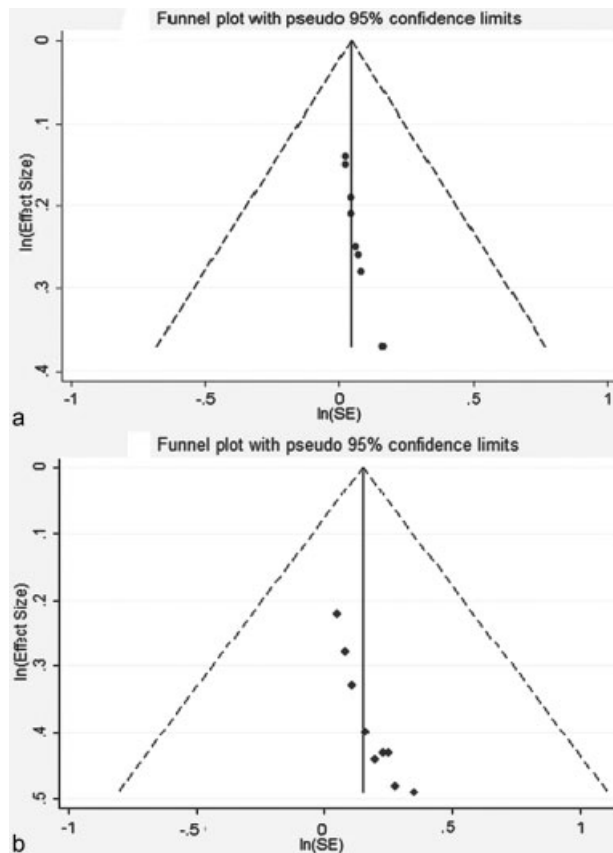 Funnel plot with pseudo 95% confidence limits
0
.1
.2
.3
.4
ln(Effect Size)
-1
-.5
0
.5
1
ln(SE)
a
Funnel plot with pseudo 95% confidence limits
0
.1
.2
.3
.4
.5
ln(Effect Size)
-1
-.5
0
.5
1
ln(SE)
b